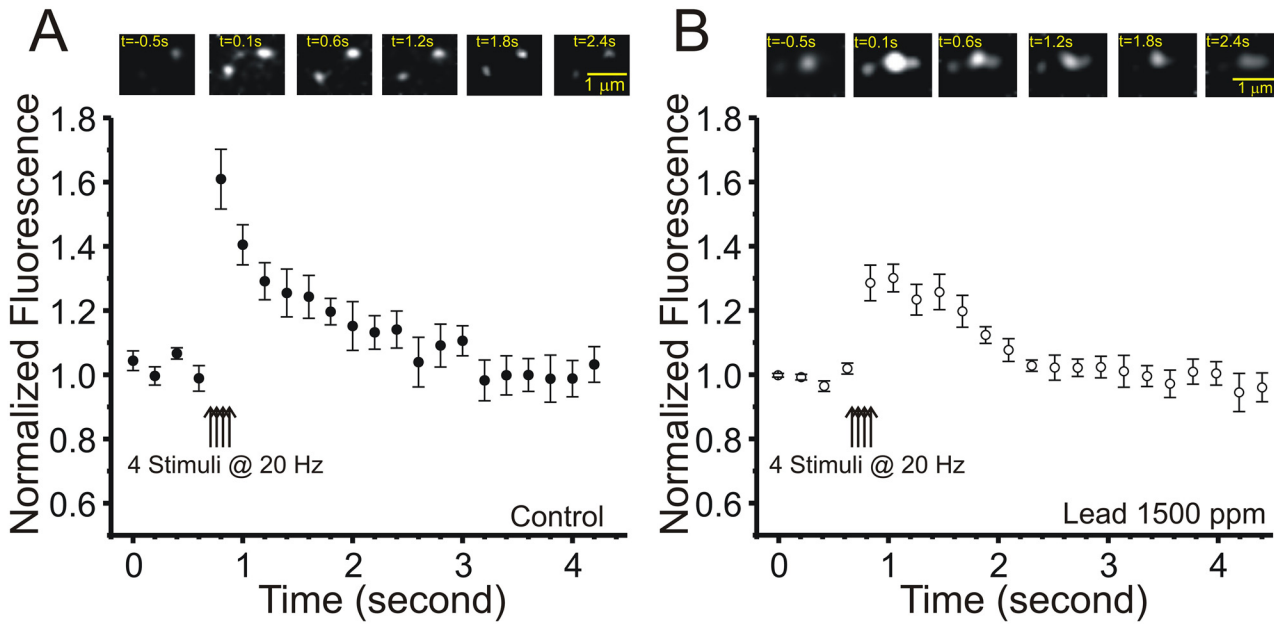 A
t=-0.5s t=0.1s t=0.6s t=1.2s t=1.8s t=2.4s
1 μm
Normalized Fluorescence
1.8
1.6
1.4
1.2
1.0
0.8
0.6
4 Stimuli @ 20 Hz
Control
0 1 2 3 4
Time (second)
B
t=-0.5s t=0.1s t=0.6s t=1.2s t=1.8s t=2.4s
1 μm
Normalized Fluorescence
1.8
1.6
1.4
1.2
1.0
0.8
0.6
4 Stimuli @ 20 Hz
Lead 1500 ppm
0 1 2 3 4
Time (second)